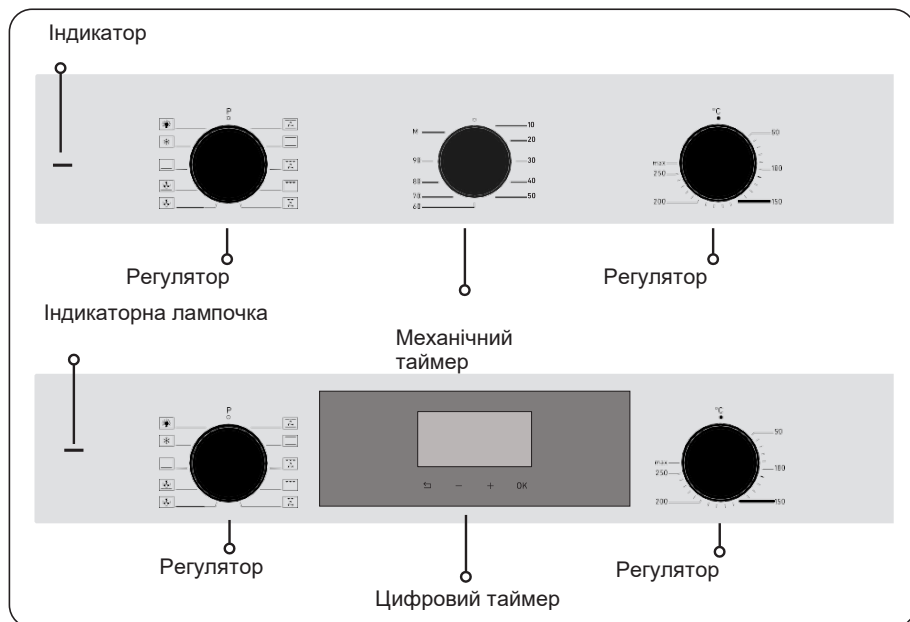 Індикатор
P
°C
M
10
20
30
40
50
60
70
80
90
50
100
150
200
250
max
Регулятор
Регулятор
Індикаторна лампочка
Механічний
таймер
P
°C
50
100
150
200
250
max
− + OK
Регулятор
Регулятор
Цифровий таймер